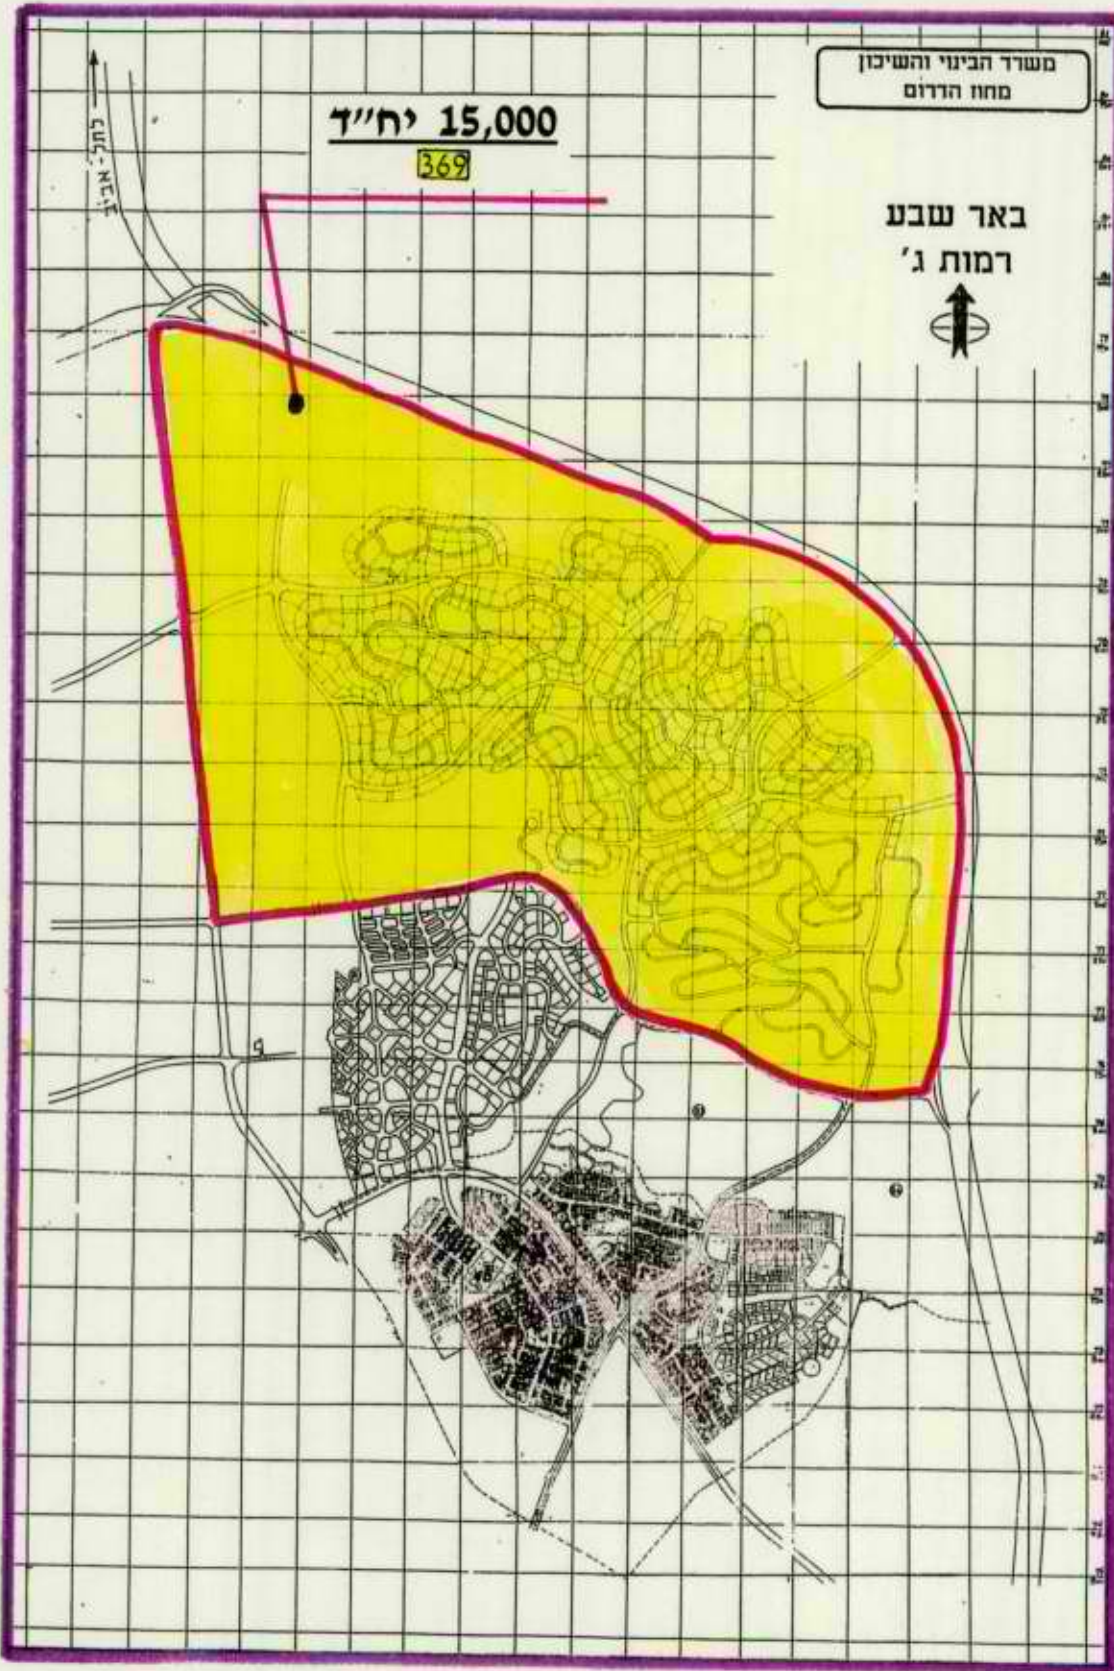 משרד הבינוי והשיכון
מחוז הדרום
15,000 יח״ד
369
באר שבע
רמות ג׳
לתל-אביב